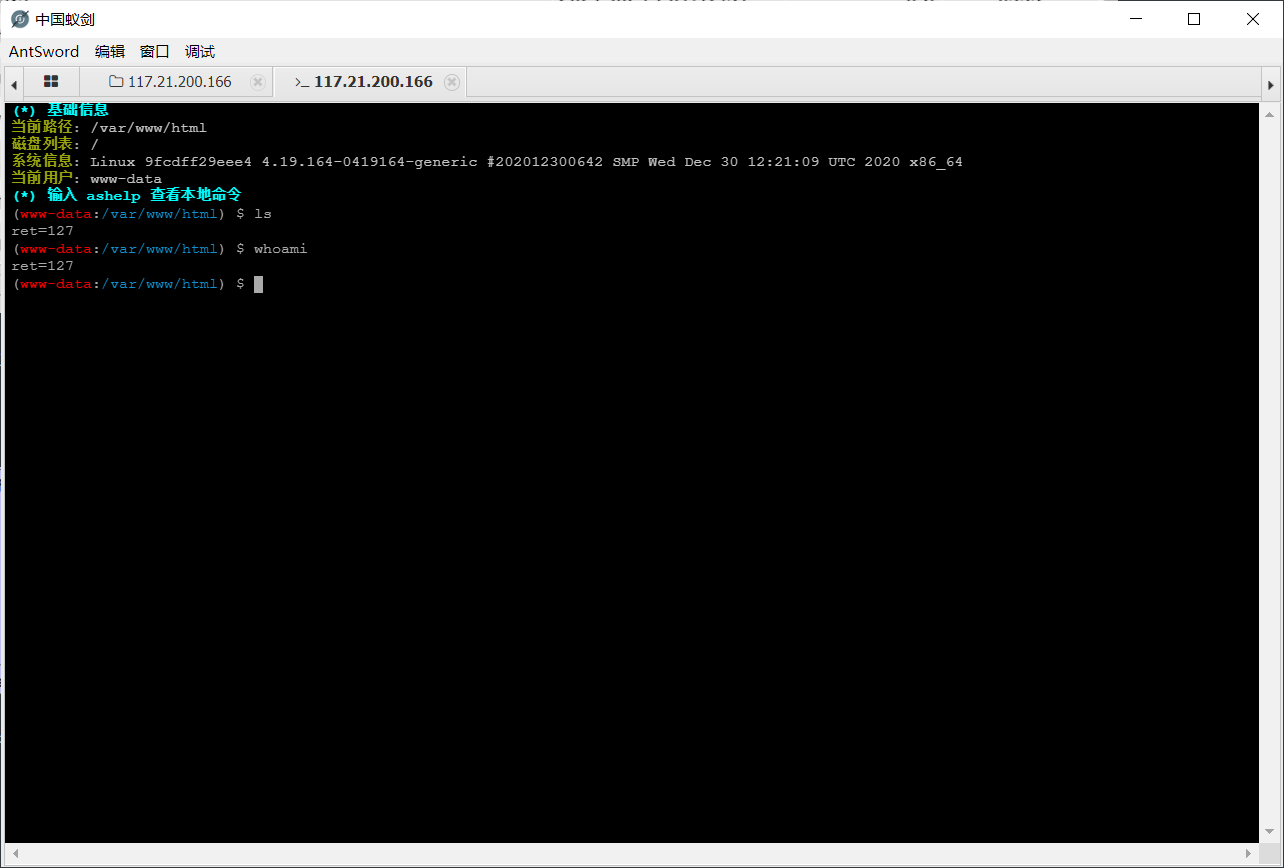 中国蚁剑
AntSword 编辑 窗口 调试
117.21.200.166 >_ 117.21.200.166
(*) 基础信息
当前路径: /var/www/html
磁盘列表: /
系统信息: Linux 9fcdff29eee4 4.19.164-0419164-generic #202012300642 SMP Wed Dec 30 12:21:09 UTC 2020 x86_64
当前用户: www-data
(*) 输入 ashelp 查看本地命令
(www-data:/var/www/html) $ ls
ret=127
(www-data:/var/www/html) $ whoami
ret=127
(www-data:/var/www/html) $